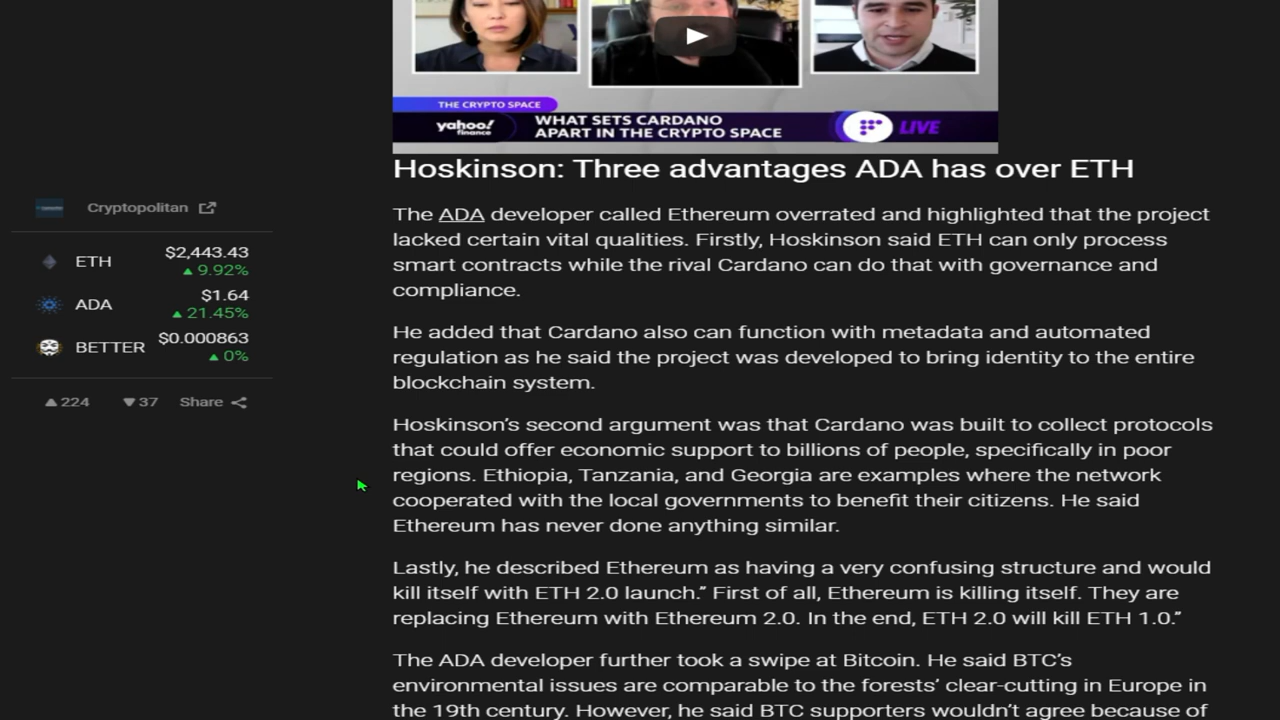 THE CRYPTO SPACE
yahoo!
finance
WHAT SETS CARDANO
APART IN THE CRYPTO SPACE
LIVE
Hoskinson: Three advantages ADA has over ETH
Cryptopolitan
ETH $2,443.43
▲ 9.92%
ADA $1.64
▲ 21.45%
BETTER $0.000863
▲ 0%
▲224 ▼37 Share
The ADA developer called Ethereum overrated and highlighted that the project
lacked certain vital qualities. Firstly, Hoskinson said ETH can only process
smart contracts while the rival Cardano can do that with governance and
compliance.
He added that Cardano also can function with metadata and automated
regulation as he said the project was developed to bring identity to the entire
blockchain system.
Hoskinson’s second argument was that Cardano was built to collect protocols
that could offer economic support to billions of people, specifically in poor
regions. Ethiopia, Tanzania, and Georgia are examples where the network
cooperated with the local governments to benefit their citizens. He said
Ethereum has never done anything similar.
Lastly, he described Ethereum as having a very confusing structure and would
kill itself with ETH 2.0 launch.” First of all, Ethereum is killing itself. They are
replacing Ethereum with Ethereum 2.0. In the end, ETH 2.0 will kill ETH 1.0.”
The ADA developer further took a swipe at Bitcoin. He said BTC’s
environmental issues are comparable to the forests’ clear-cutting in Europe in
the 19th century. However, he said BTC supporters wouldn’t agree because of